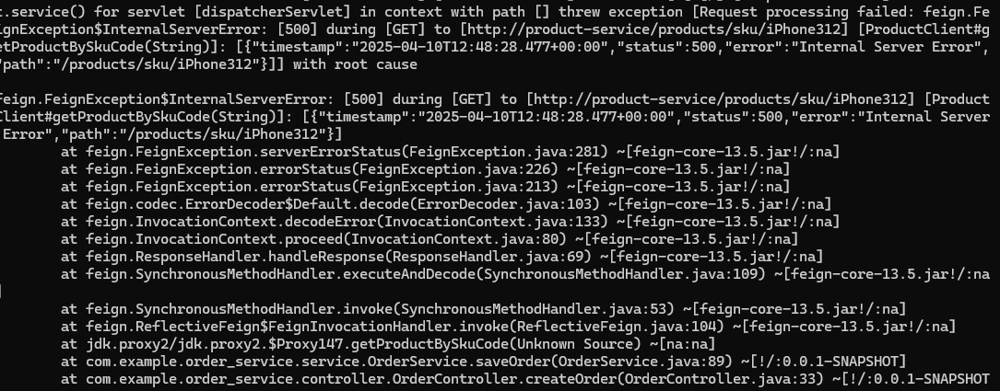 t.service() for servlet [dispatcherServlet] in context with path [] threw exception [Request processing failed: feign.Fe
ignException$InternalServerError: [500] during [GET] to [http://product-service/products/sku/iPhone312] [ProductClient#g
etProductBySkuCode(String)]: [{"timestamp":"2025-04-10T12:48:28.477+00:00","status":500,"error":"Internal Server Error",
"path":"/products/sku/iPhone312"}]] with root cause
feign.FeignException$InternalServerError: [500] during [GET] to [http://product-service/products/sku/iPhone312] [Product
Client#getProductBySkuCode(String)]: [{"timestamp":"2025-04-10T12:48:28.477+00:00","status":500,"error":"Internal Server
 Error","path":"/products/sku/iPhone312"}]
at feign.FeignException.serverErrorStatus(FeignException.java:281) ~[feign-core-13.5.jar!/:na]
at feign.FeignException.errorStatus(FeignException.java:226) ~[feign-core-13.5.jar!/:na]
at feign.FeignException.errorStatus(FeignException.java:213) ~[feign-core-13.5.jar!/:na]
at feign.codec.ErrorDecoder$Default.decode(ErrorDecoder.java:103) ~[feign-core-13.5.jar!/:na]
at feign.InvocationContext.decodeError(InvocationContext.java:133) ~[feign-core-13.5.jar!/:na]
at feign.InvocationContext.proceed(InvocationContext.java:80) ~[feign-core-13.5.jar!/:na]
at feign.ResponseHandler.handleResponse(ResponseHandler.java:69) ~[feign-core-13.5.jar!/:na]
at feign.SynchronousMethodHandler.executeAndDecode(SynchronousMethodHandler.java:109) ~[feign-core-13.5.jar!/:na
]
at feign.SynchronousMethodHandler.invoke(SynchronousMethodHandler.java:53) ~[feign-core-13.5.jar!/:na]
at feign.ReflectiveFeign$FeignInvocationHandler.invoke(ReflectiveFeign.java:104) ~[feign-core-13.5.jar!/:na]
at jdk.proxy2/jdk.proxy2.$Proxy147.getProductBySkuCode(Unknown Source) ~[na:na]
at com.example.order_service.service.OrderService.saveOrder(OrderService.java:89) ~[!/:0.0.1-SNAPSHOT]
at com.example.order_service.controller.OrderController.createOrder(OrderController.java:33) ~[!/:0.0.1-SNAPSHOT